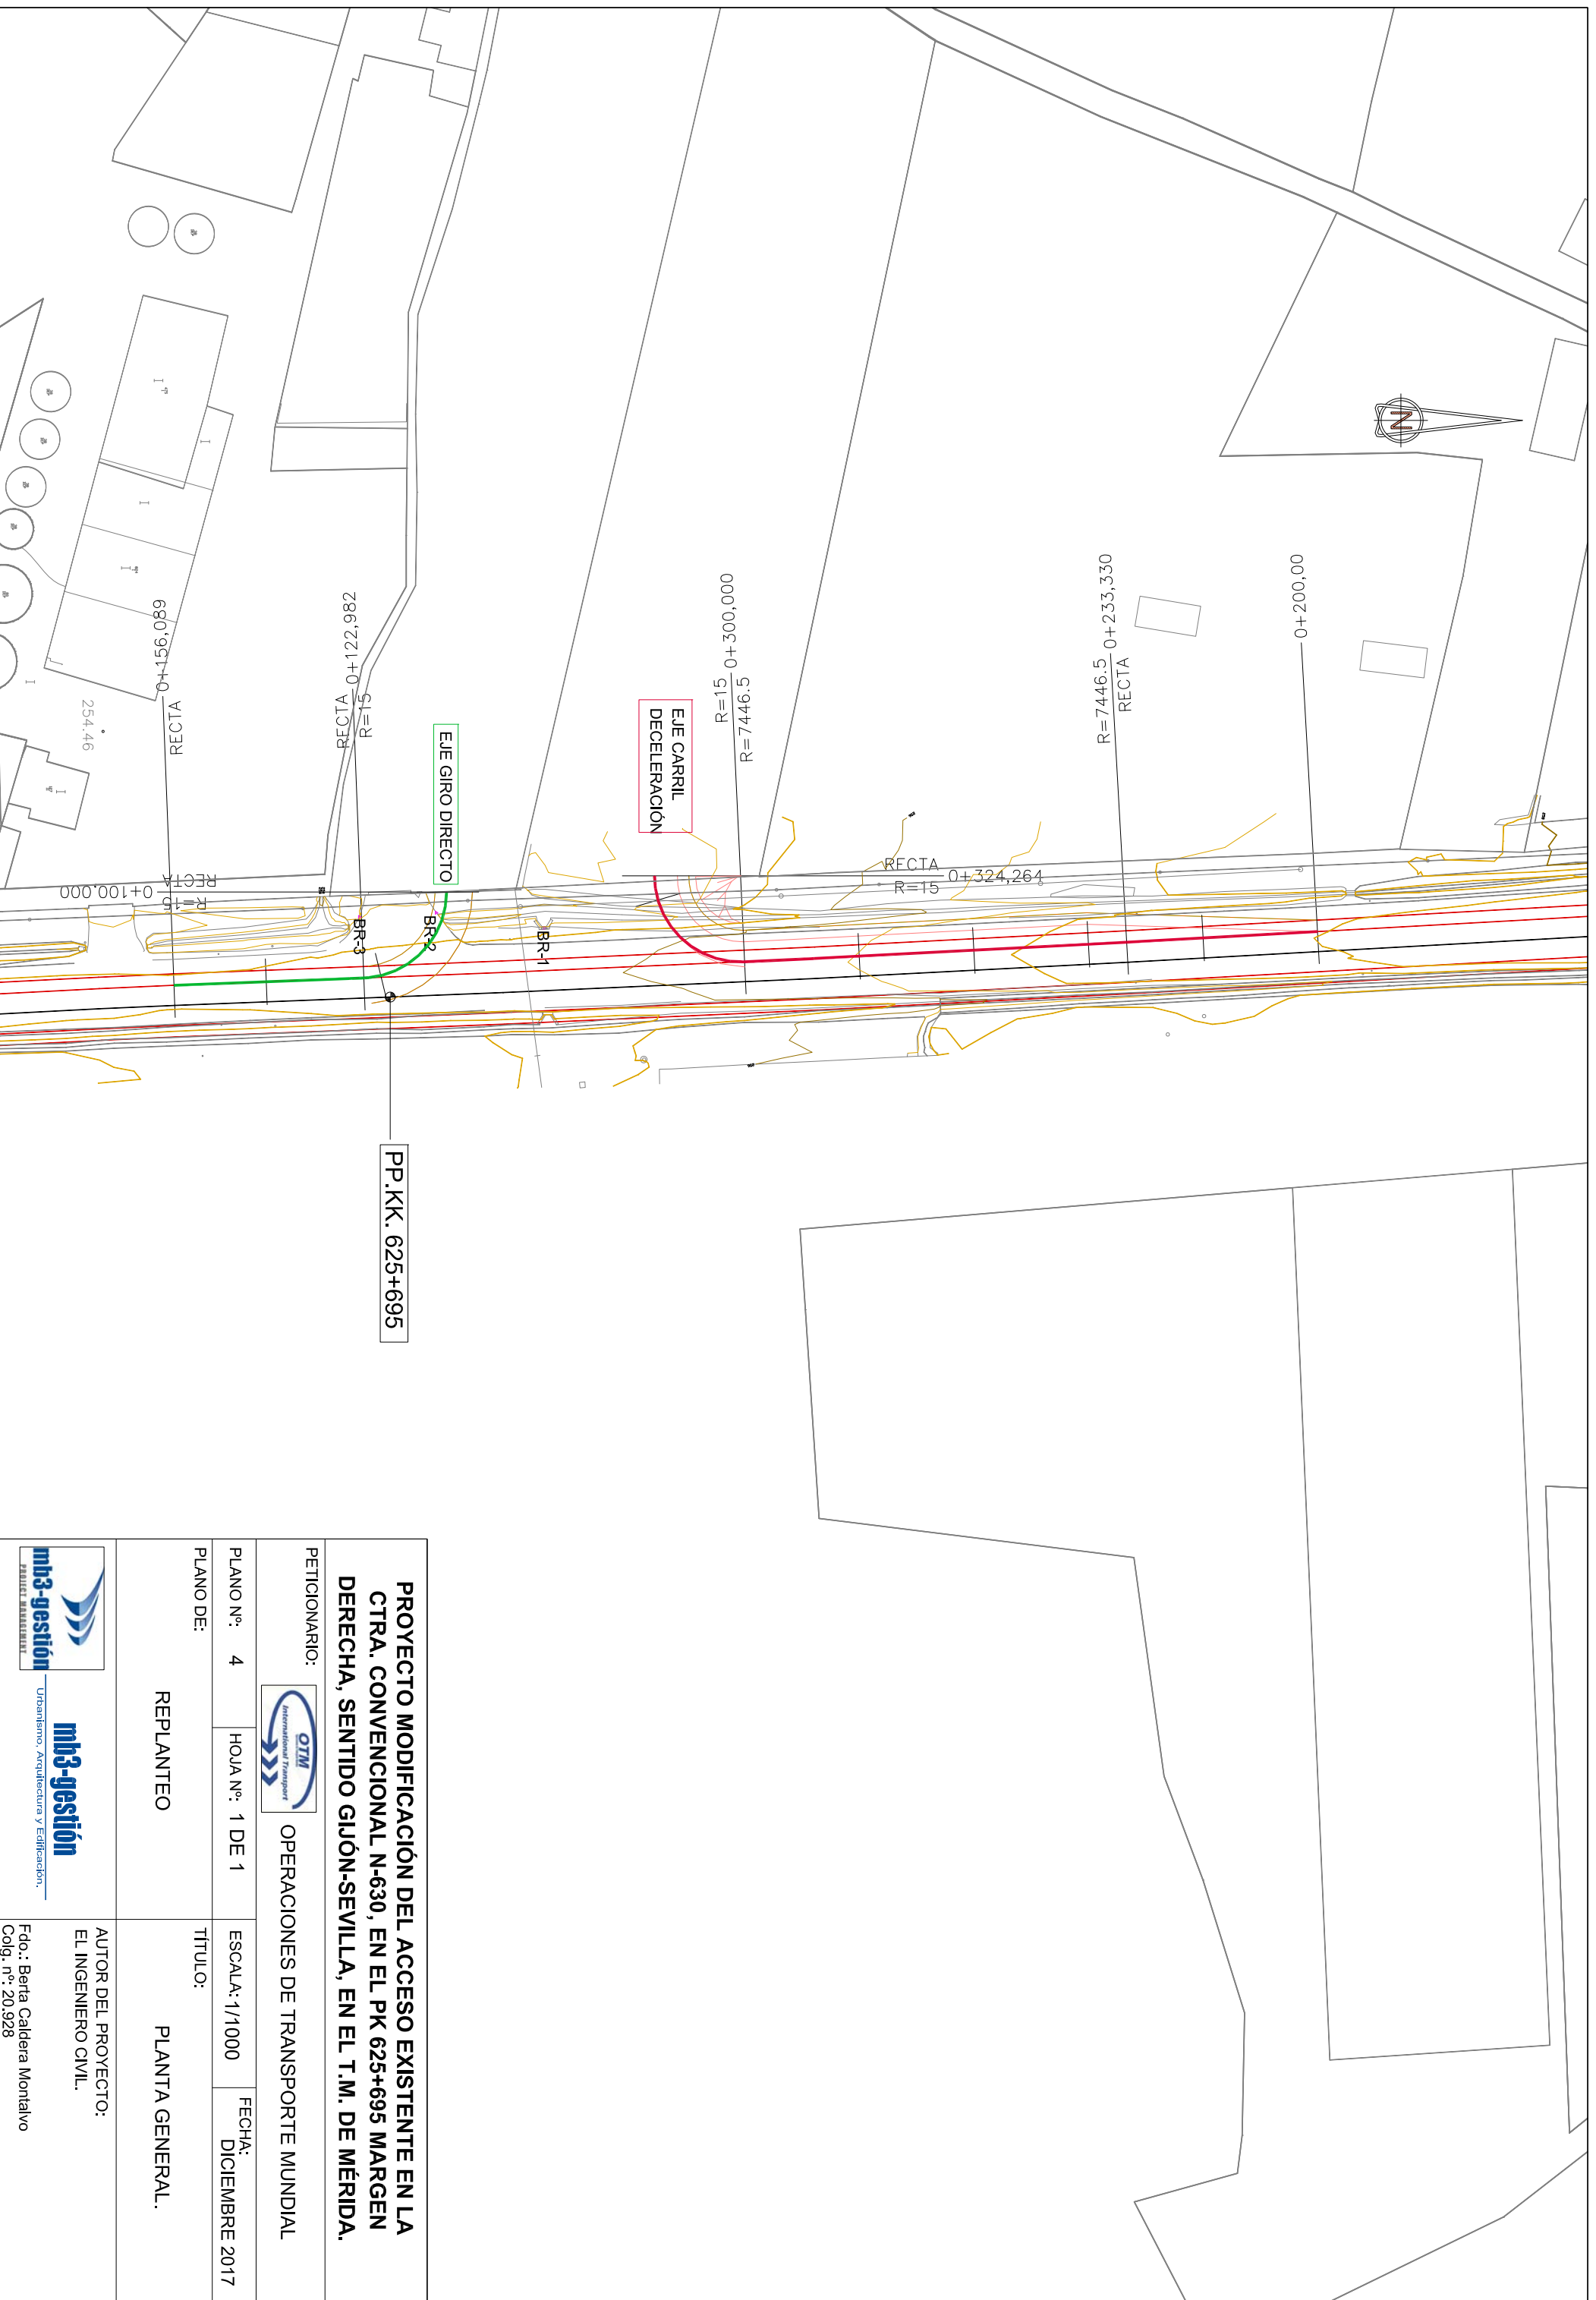 0+200,00
0+233,330
RECTA
R=7446.5
0+300,000
R=7446.5
R=15
RECTA
0+324,264
R=15
EJE CARRIL
DECELERACIÓN
EJE GIRO DIRECTO
0+122,982
R=15
RECTA
0+156,089
RECTA
RECTA
0+100,000
R=15
254.46
BR-1
BR-2
BR-3
N
PP.KK. 625+695
PROYECTO MODIFICACIÓN DEL ACCESO EXISTENTE EN LA
CTRA. CONVENCIONAL N-630, EN EL PK 625+695 MARGEN
DERECHA, SENTIDO GIJÓN-SEVILLA, EN EL T.M. DE MÉRIDA.
PETICIONARIO:
OTM
International Transport
OPERACIONES DE TRANSPORTE MUNDIAL
PLANO Nº: 4
HOJA Nº: 1 DE 1
ESCALA: 1/1000
FECHA:
DICIEMBRE 2017
PLANO DE:
REPLANTEO
TÍTULO:
PLANTA GENERAL.
mb3-gestión
PROJECT MANAGEMENT
mb3-gestión
Urbanismo, Arquitectura y Edificación.
AUTOR DEL PROYECTO:
EL INGENIERO CIVIL.
Fdo.: Berta Caldera Montalvo
Colg. nº: 20.928